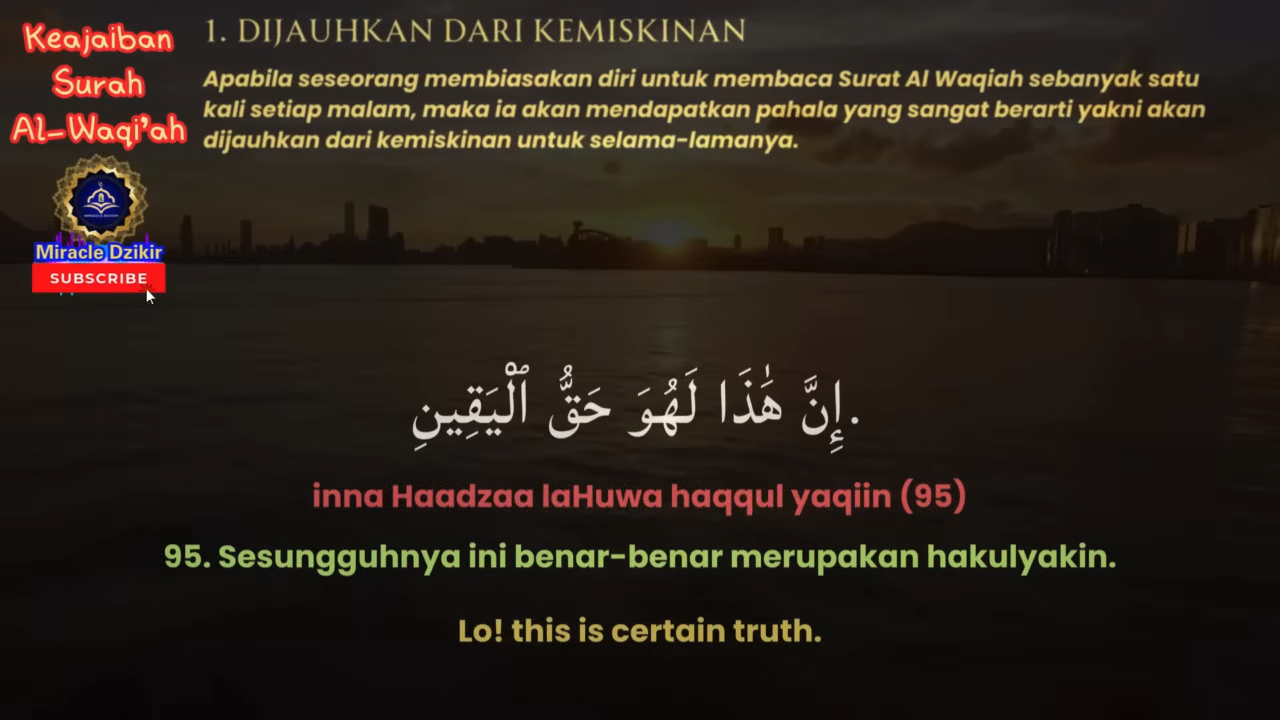 Keajaiban
Surah
Al-Waqi'ah
1. DIJAUHKAN DARI KEMISKINAN
Apabila seseorang membiasakan diri untuk membaca Surat Al Waqiah sebanyak satu
kali setiap malam, maka ia akan mendapatkan pahala yang sangat berarti yakni akan
dijauhkan dari kemiskinan untuk selama-lamanya.
Miracle Dzikir
SUBSCRIBE
.إِنَّ هَٰذَا لَهُوَ حَقُّ ٱلْيَقِينِ
inna Haadzaa laHuwa haqqul yaqiin (95)
95. Sesungguhnya ini benar-benar merupakan hakulyakin.
Lo! this is certain truth.